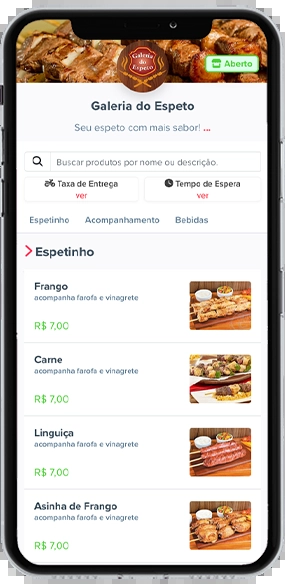 Galeria
do
Espeto
Aberto
Galeria do Espeto
Seu espeto com mais sabor! ...
Buscar produtos por nome ou descrição.
Taxa de Entrega
ver
Tempo de Espera
ver
Espetinho
Acompanhamento
Bebidas
Espetinho
Frango
acompanha farofa e vinagrete
R$ 7,00
Carne
acompanha farofa e vinagrete
R$ 7,00
Linguiça
acompanha farofa e vinagrete
R$ 7,00
Asinha de Frango
acompanha farofa e vinagrete
R$ 7,00